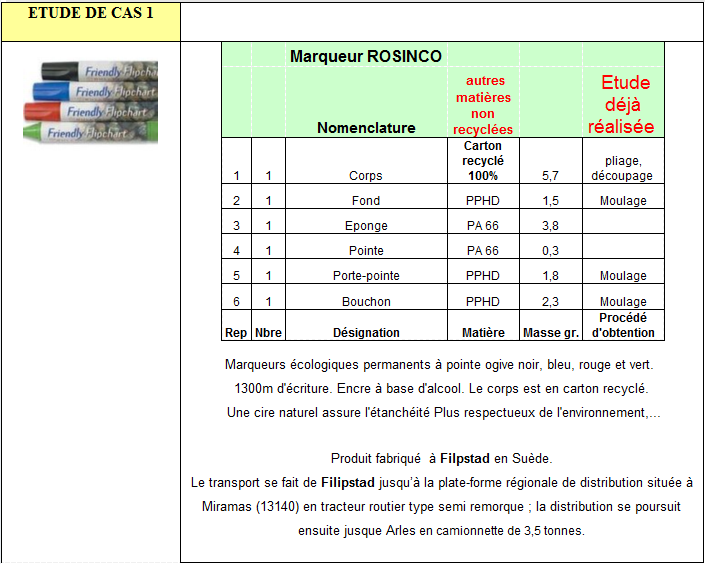 ETUDE DE CAS 1
Friendly Flipchart
Friendly Flipchart
Friendly Flipchart
Friendly Flipchart
Marqueur ROSINCO
Nomenclature
autres
matières
non
recyclées
Etude
déjà
réalisée
1 1 Corps Carton recyclé 100% 5,7 pliage, découpage
2 1 Fond PPHD 1,5 Moulage
3 1 Eponge PA 66 3,8
4 1 Pointe PA 66 0,3
5 1 Porte-pointe PPHD 1,8 Moulage
6 1 Bouchon PPHD 2,3 Moulage
Rep Nbre Désignation Matière Masse gr. Procédé d'obtention
Marqueurs écologiques permanents à pointe ogive noir, bleu, rouge et vert.
1300m d'écriture. Encre à base d'alcool. Le corps est en carton recyclé.
Une cire naturel assure l'étanchéité Plus respectueux de l'environnement,...
Produit fabriqué à Filpstad en Suède.
Le transport se fait de Filipstad jusqu'à la plate-forme régionale de distribution située à
Miramas (13140) en tracteur routier type semi remorque ; la distribution se poursuit
ensuite jusque Arles en camionnette de 3,5 tonnes.